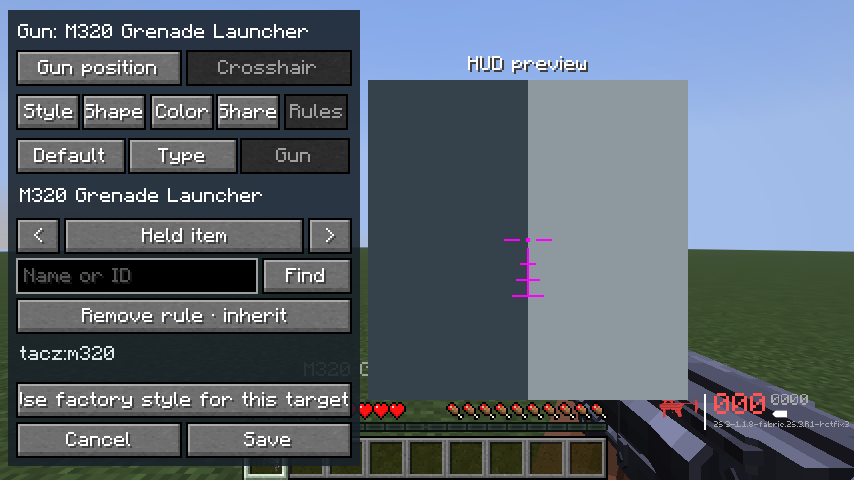 Gun: M320 Grenade Launcher
Gun position Crosshair
Style Shape Color Share Rules
Default Type Gun
M320 Grenade Launcher
< Held item >
Name or ID Find
Remove rule · inherit
tacz:m320
Use factory style for this target
Cancel Save
HUD preview
M320 G
000 0000